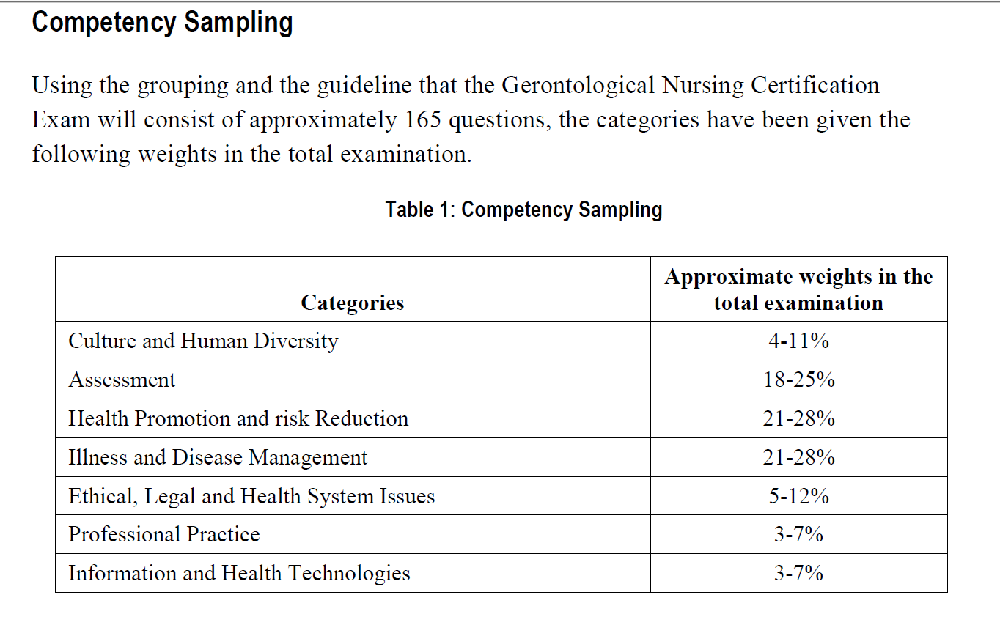 Competency Sampling
Using the grouping and the guideline that the Gerontological Nursing Certification
Exam will consist of approximately 165 questions, the categories have been given the
following weights in the total examination.
Table 1: Competency Sampling
Categories
Approximate weights in the
total examination
Culture and Human Diversity 4-11%
Assessment 18-25%
Health Promotion and risk Reduction 21-28%
Illness and Disease Management 21-28%
Ethical, Legal and Health System Issues 5-12%
Professional Practice 3-7%
Information and Health Technologies 3-7%